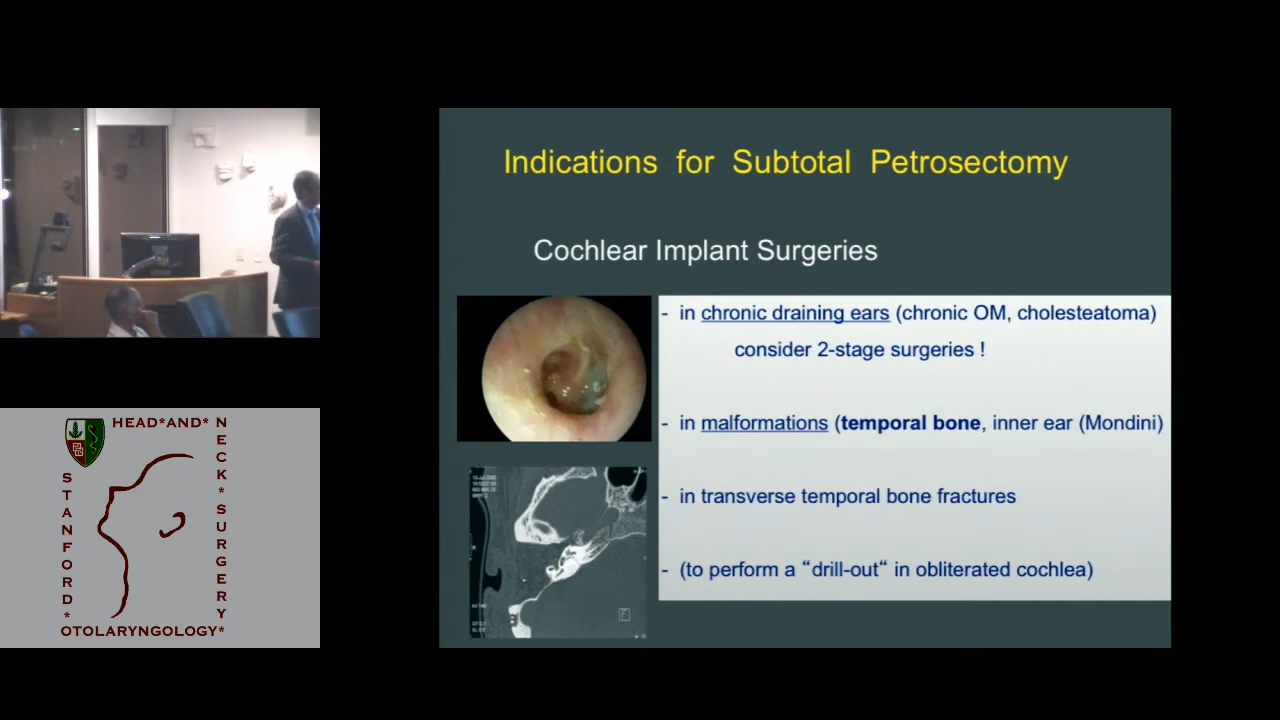 Indications for Subtotal Petrosectomy
Cochlear Implant Surgeries
- in chronic draining ears (chronic OM, cholesteatoma)
consider 2-stage surgeries !
- in malformations (temporal bone, inner ear (Mondini)
- in transverse temporal bone fractures
- (to perform a “drill-out“ in obliterated cochlea)
HEAD*AND*
NECK*SURGERY*
STANFORD*
OTOLARYNGOLOGY*